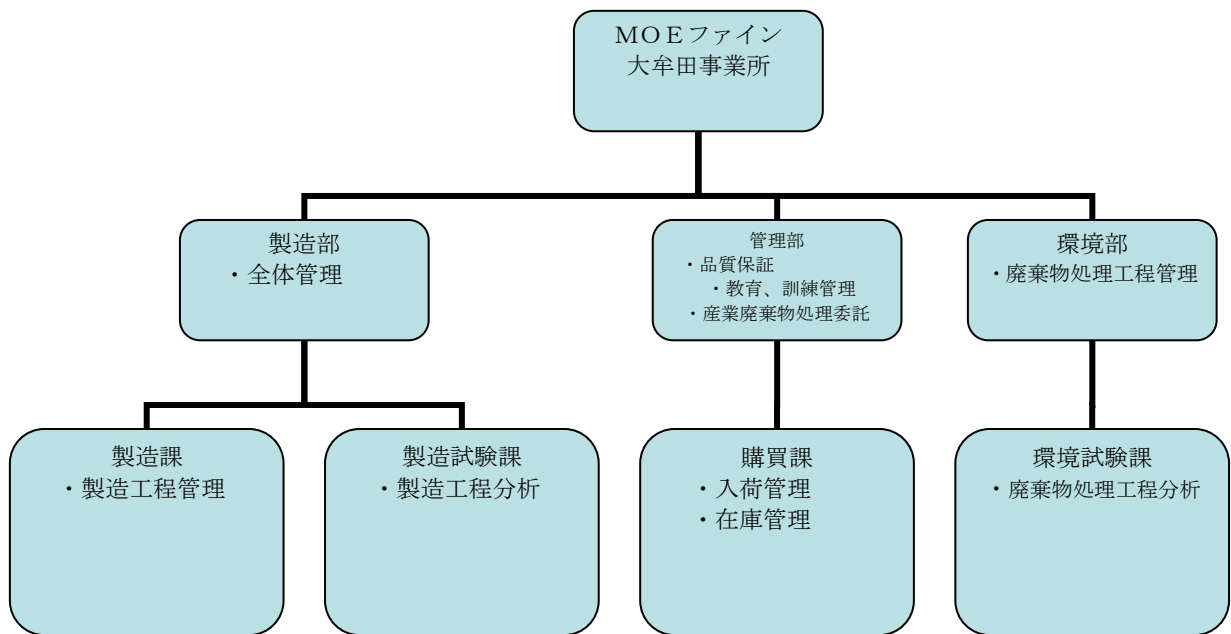 MOEファイン
大牟田事業所
製造部
・全体管理
管理部
・品質保証
・教育、訓練管理
・産業廃棄物処理委託
環境部
・廃棄物処理工程管理
製造課
・製造工程管理
製造試験課
・製造工程分析
購買課
・入荷管理
・在庫管理
環境試験課
・廃棄物処理工程分析